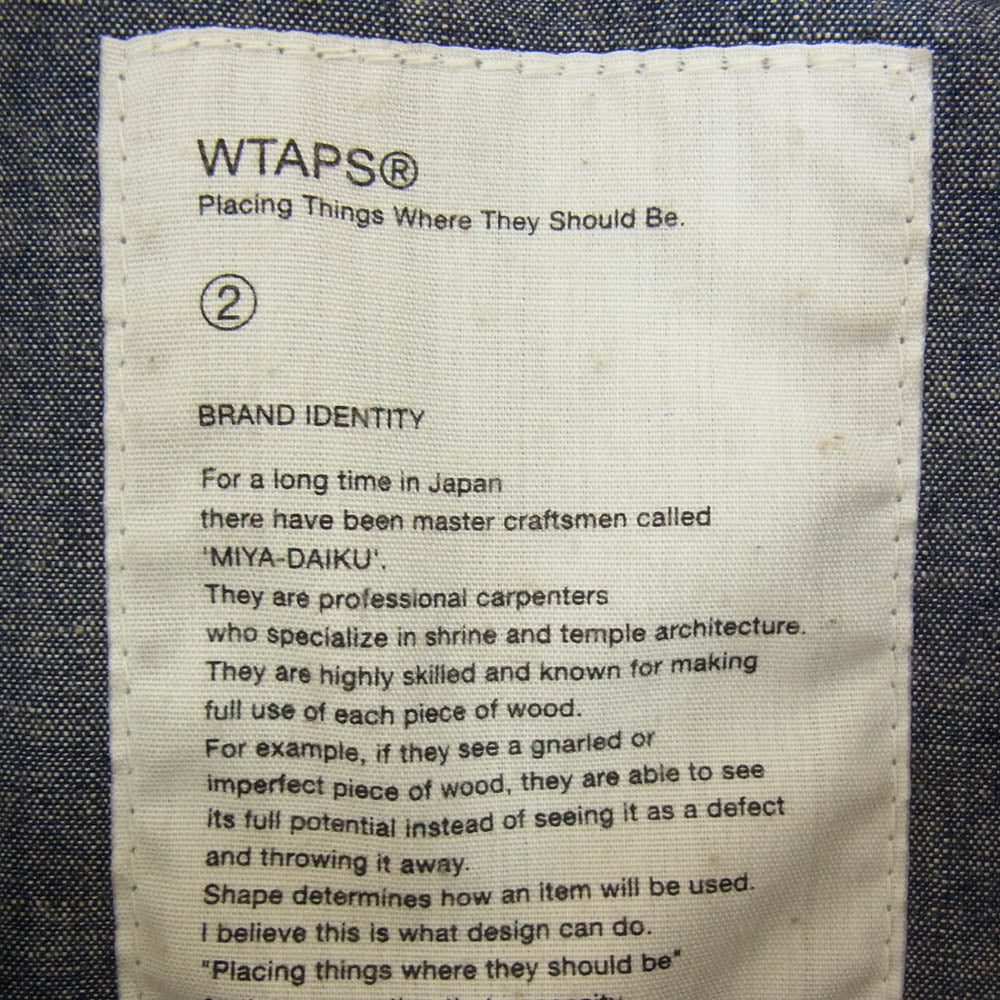 WTAPS®
Placing Things Where They Should Be.
②
BRAND IDENTITY
For a long time in Japan
there have been master craftsmen called
'MIYA-DAIKU'.
They are professional carpenters
who specialize in shrine and temple architecture.
They are highly skilled and known for making
full use of each piece of wood.
For example, if they see a gnarled or
imperfect piece of wood, they are able to see
its full potential instead of seeing it as a defect
and throwing it away.
Shape determines how an item will be used.
I believe this is what design can do.
"Placing things where they should be"